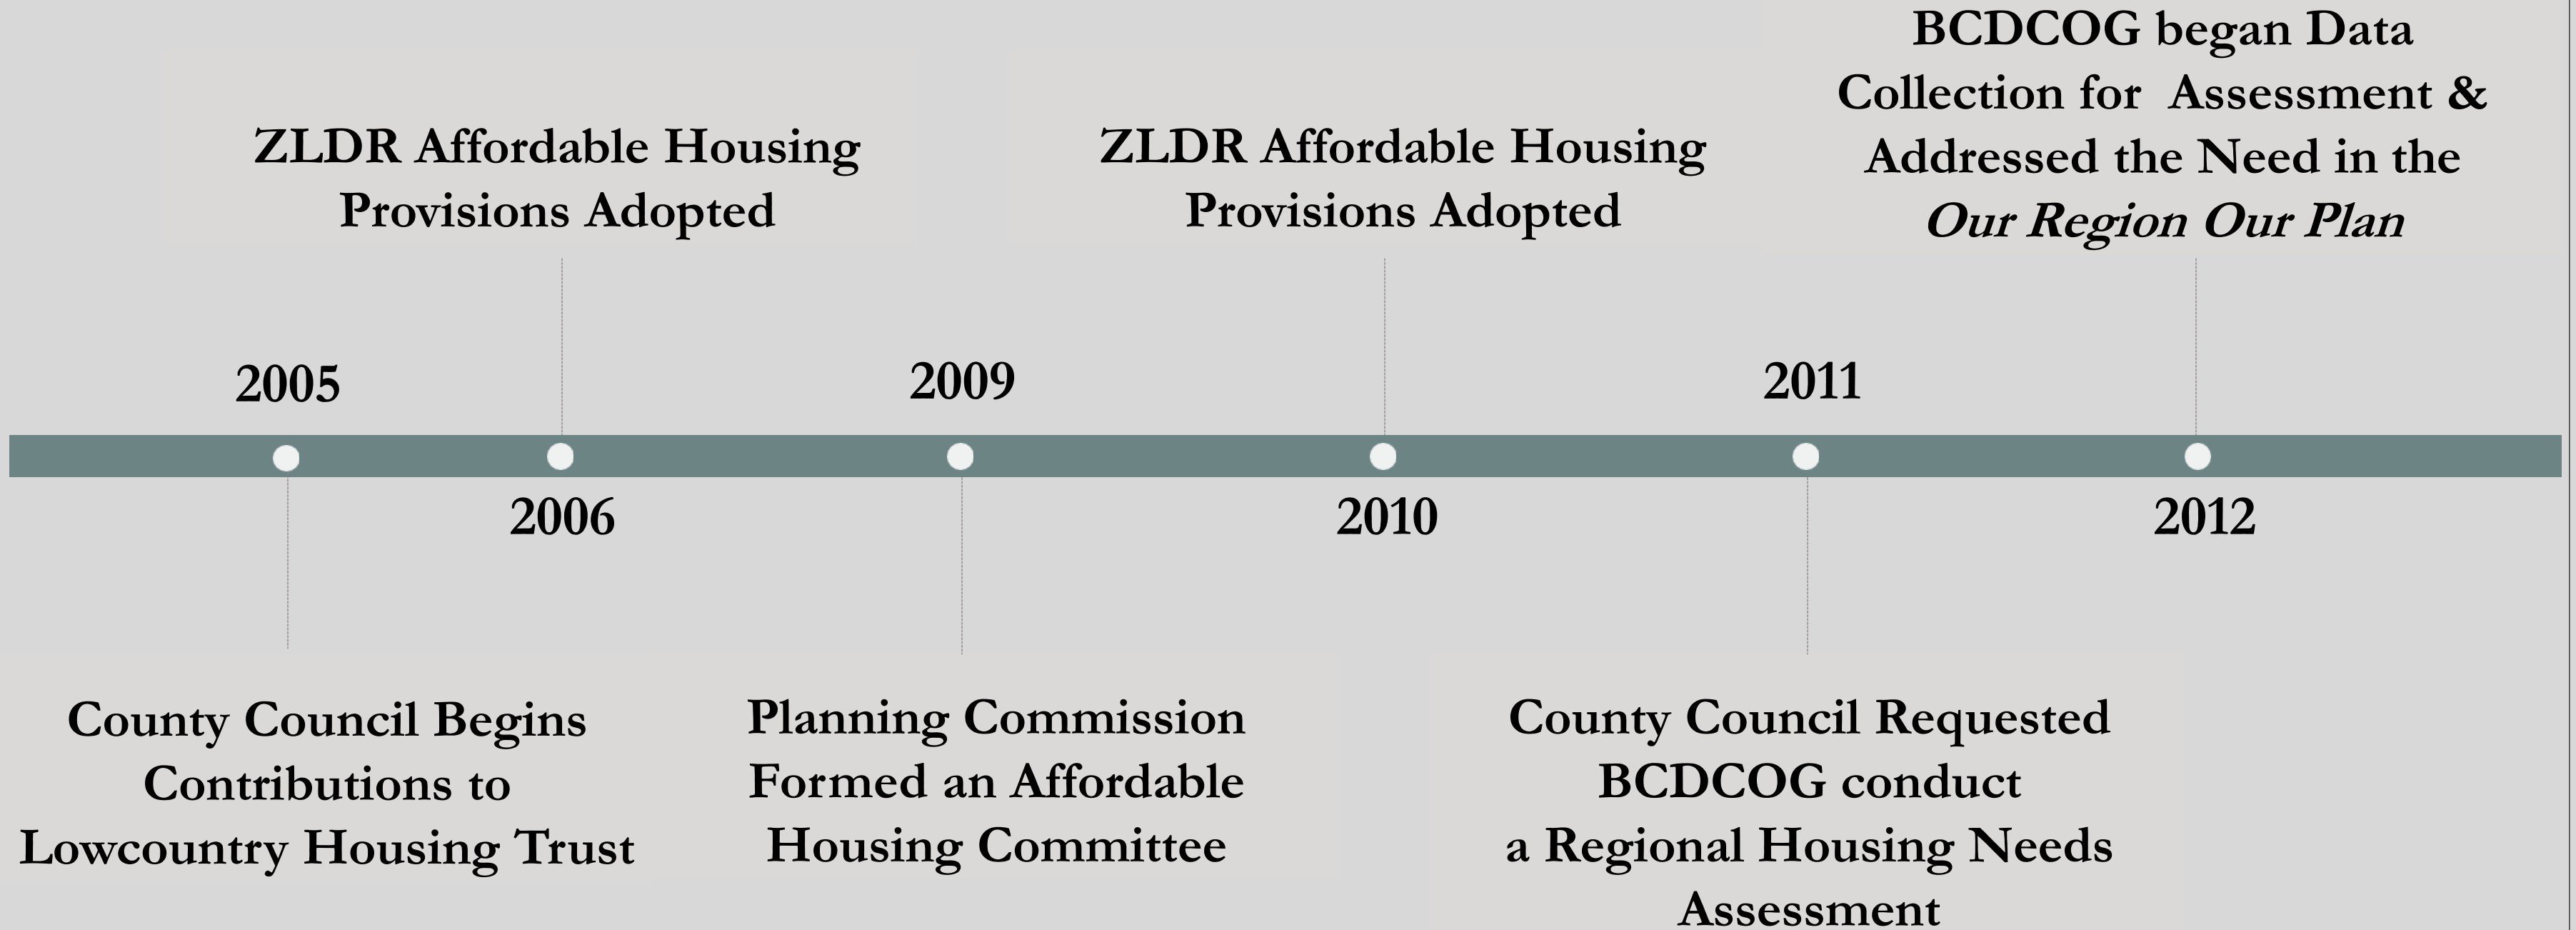 BCDCOG began Data
Collection for Assessment &
Addressed the Need in the
Our Region Our Plan
ZLDR Affordable Housing
Provisions Adopted
ZLDR Affordable Housing
Provisions Adopted
2005
2009
2011
2006
2010
2012
County Council Begins
Contributions to
Lowcountry Housing Trust
Planning Commission
Formed an Affordable
Housing Committee
County Council Requested
BCDCOG conduct
a Regional Housing Needs
Assessment